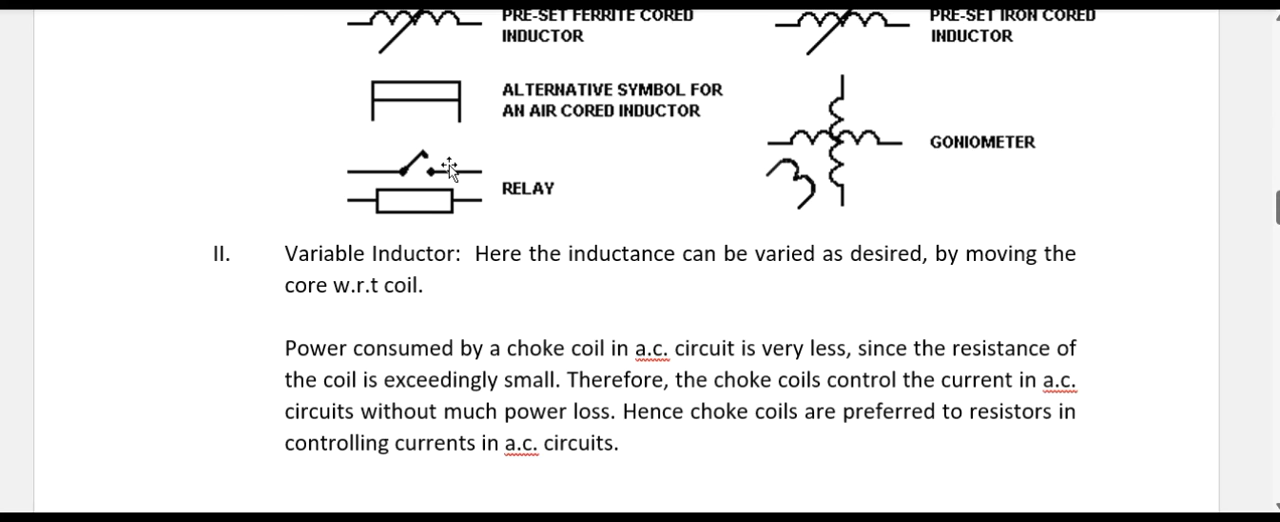 PRE-SET FERRITE CORED
INDUCTOR
PRE-SET IRON CORED
INDUCTOR
ALTERNATIVE SYMBOL FOR
AN AIR CORED INDUCTOR
GONIOMETER
RELAY
II. Variable Inductor: Here the inductance can be varied as desired, by moving the
core w.r.t coil.
Power consumed by a choke coil in a.c. circuit is very less, since the resistance of
the coil is exceedingly small. Therefore, the choke coils control the current in a.c.
circuits without much power loss. Hence choke coils are preferred to resistors in
controlling currents in a.c. circuits.